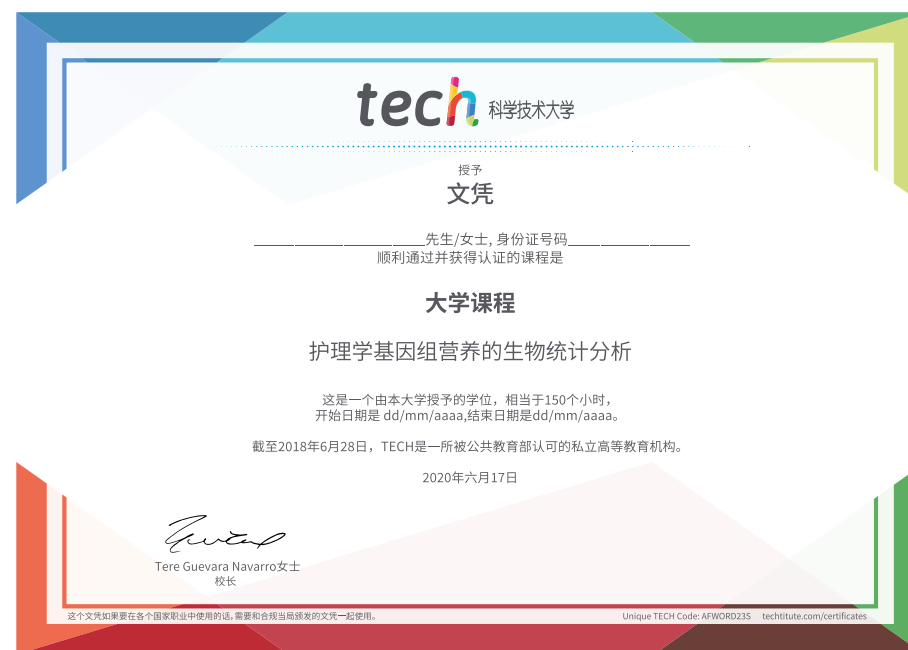 tech 科学技术大学
授予
文凭
先生/女士, 身份证号码
顺利通过并获得认证的课程是
大学课程
护理学基因组营养的生物统计分析
这是一个由本大学授予的学位，相当于150个小时，
开始日期是 dd/mm/aaaa,结束日期是dd/mm/aaaa。
截至2018年6月28日，TECH是一所被公共教育部认可的私立高等教育机构。
2020年六月17日
Tere Guevara Navarro女士
校长
这个文凭如果要在各个国家职业中使用的话,需要和合规当局颁发的文凭一起使用。
Unique TECH Code: AFWORD235 techtitute.com/certificates